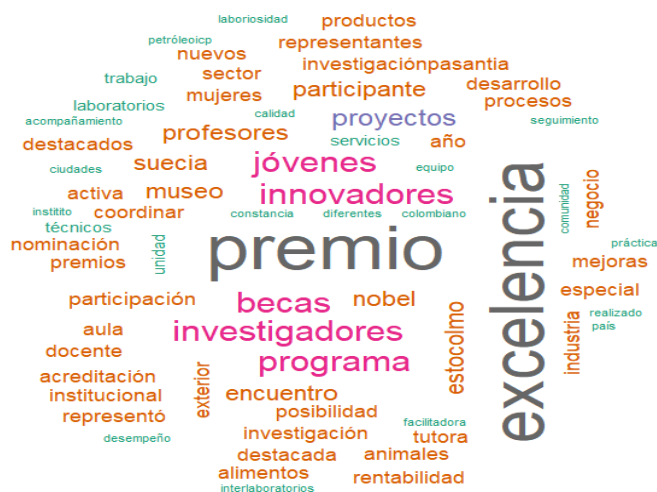 laboriosidad
productos
petróleoicp
representantes
nuevos
investigaciónpasantia
sector
trabajo
desarrollo
participante
mujeres
procesos
laboratorios
proyectos
calidad
acompañamiento
seguimiento
profesores
destacados
servicios
año
jóvenes
suecia
equipo
ciudades
excelencia
museo
innovadores
activa
negocio
comunidad
coordinar
institito
constancia
diferentes
colombiano
técnicos
nominación
premio
práctica
unidad
premios
mejoras
especial
participación
becas
nobel
realizado
país
aula
investigadores
estocolmo
industria
docente
programa
acreditación
exterior
encuentro
institucional
posibilidad
representó
facilitadora
investigación
tutora
desempeño
destacada
animales
alimentos
rentabilidad
interlaboratorios